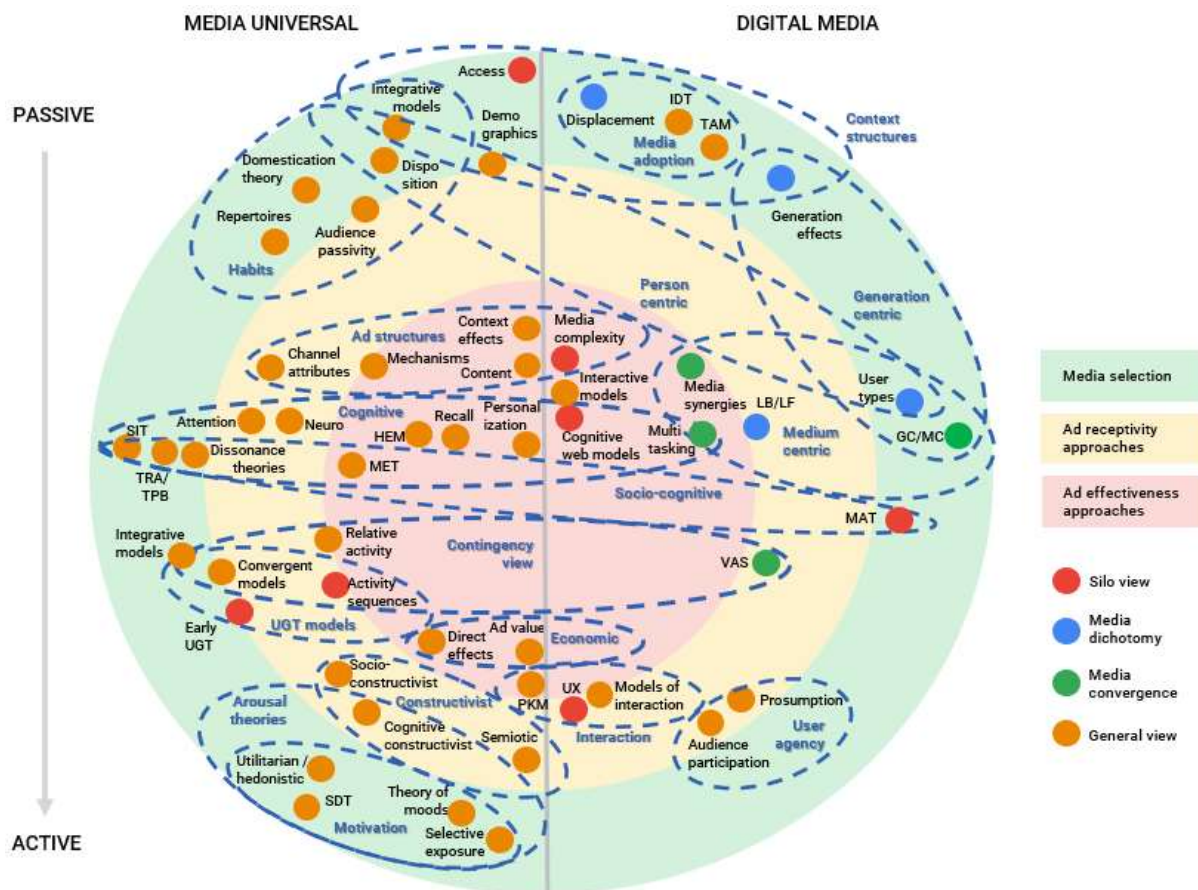 MEDIA UNIVERSAL
DIGITAL MEDIA
PASSIVE
Access
Integrative
models
Demo
graphics
Displacement
IDT
TAM
Media
adoption
Context
structures
Domestication
theory
Dispo
sition
Repertoires
Audience
passivity
Habits
Generation
effects
Person
centric
Generation
centric
Ad structures
Context
effects
Media
complexity
Channel
attributes
Mechanisms
Content
Interactive
models
Media
synergies
LB/LF
User
types
Media selection
Cognitive
SIT
Attention
Neuro
HEM
Recall
Personal
ization
Cognitive
web models
Multi
tasking
Medium
centric
GC/MC
Ad receptivity
approaches
TRA/
TPB
Dissonance
theories
MET
Socio-cognitive
MAT
Ad effectiveness
approaches
Integrative
models
Relative
activity
Contingency
view
VAS
Convergent
models
Activity
sequences
Silo view
Early
UGT
UGT models
Direct
effects
Ad value
Economic
Media
dichotomy
Socio-
constructivist
Constructivist
PKM
UX
Models of
interaction
Interaction
Prosumption
User
agency
Audience
participation
Media
convergence
Arousal
theories
Cognitive
constructivist
Semiotic
General view
Utilitarian /
hedonistic
SDT
Theory of
moods
Motivation
Selective
exposure
ACTIVE